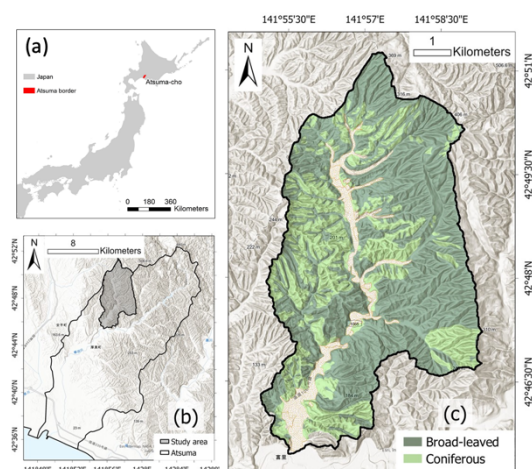 (a)
Japan
Atsuma border
Atsuma-cho
0 180 360
Kilometers
N
8
Kilometers
42°52'N
42°48'N
42°44'N
42°40'N
42°36'N
(b)
Study area
Atsuma
141°55'30"E
141°57'E
141°58'30"E
N
1
Kilometers
42°51'N
42°49'30"N
42°48'N
42°46'30"N
(c)
Broad-leaved
Coniferous